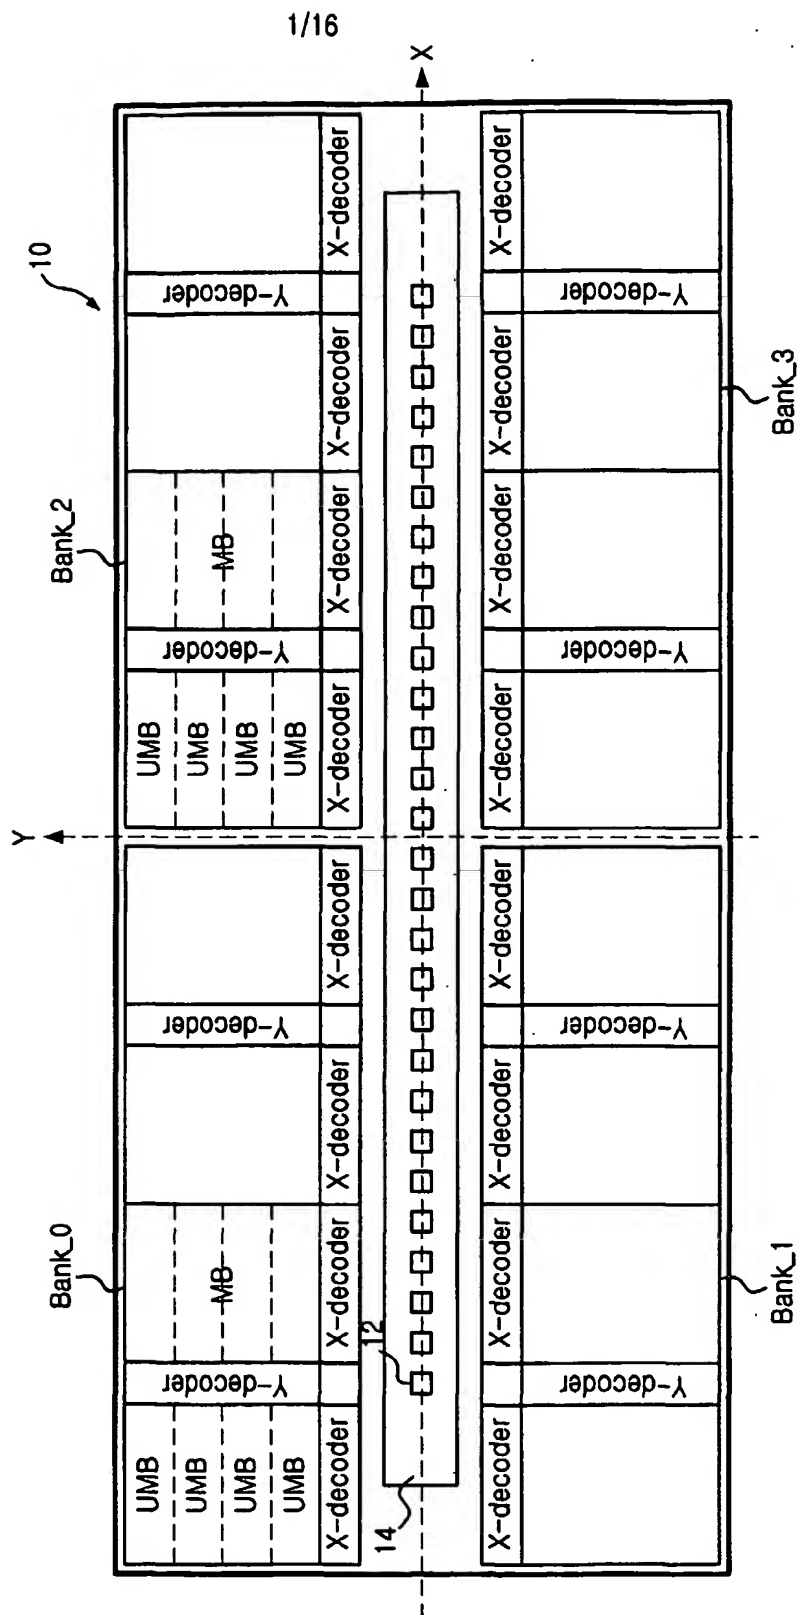 1/16
10
Y
Bank_0
Bank_2
UMB
UMB
UMB
UMB
Y-decoder
MB
Y-decoder
UMB
UMB
UMB
UMB
Y-decoder
MB
Y-decoder
X-decoder
X-decoder
X-decoder
X-decoder
X-decoder
X-decoder
X-decoder
X-decoder
12
14
X
X-decoder
X-decoder
X-decoder
X-decoder
X-decoder
X-decoder
X-decoder
X-decoder
Y-decoder
Y-decoder
Y-decoder
Y-decoder
Bank_1
Bank_3